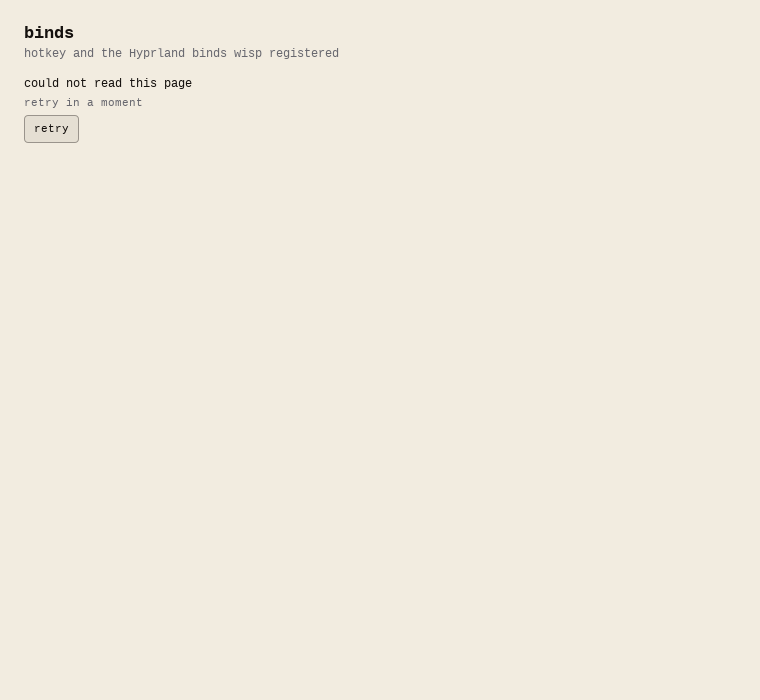 binds
hotkey and the Hyprland binds wisp registered
could not read this page
retry in a moment
retry